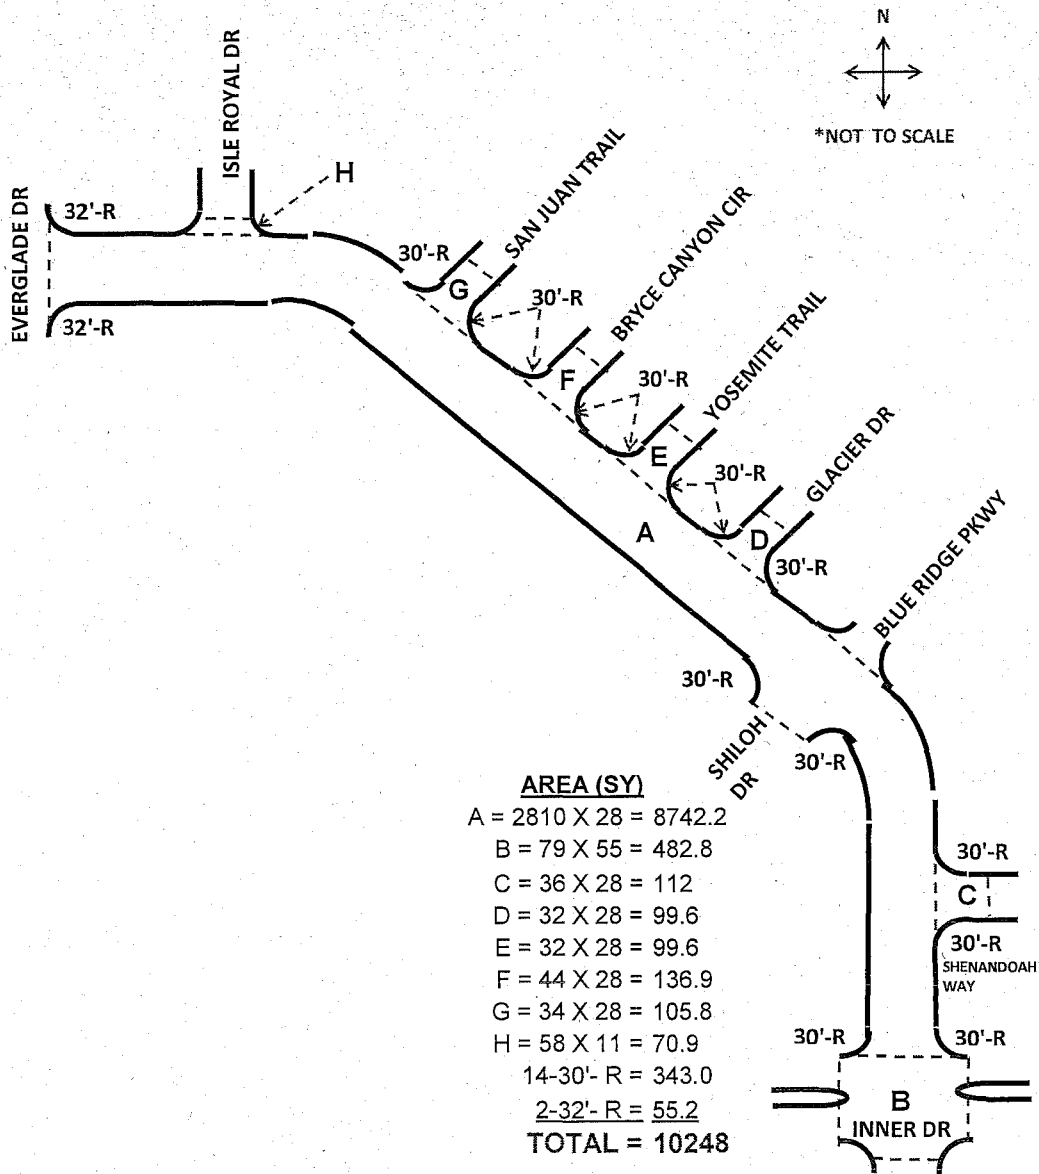 N
*NOT TO SCALE
ISLE ROYAL DR
H
SAN JUAN TRAIL
EVERGLADE DR
32'-R
30'-R
G
BRYCE CANYON CIR
30'-R
32'-R
F
YOSEMITE TRAIL
30'-R
E
GLACIER DR
30'-R
A
D
30'-R
BLUE RIDGE PKWY
30'-R
SHILOH
DR
30'-R
AREA (SY)
A = 2810 X 28 = 8742.2
B = 79 X 55 = 482.8
C = 36 X 28 = 112
D = 32 X 28 = 99.6
E = 32 X 28 = 99.6
F = 44 X 28 = 136.9
G = 34 X 28 = 105.8
H = 58 X 11 = 70.9
14-30'- R = 343.0
2-32'- R = 55.2
TOTAL = 10248
30'-R
C
30'-R
SHENANDOAH
WAY
30'-R
30'-R
B
INNER DR